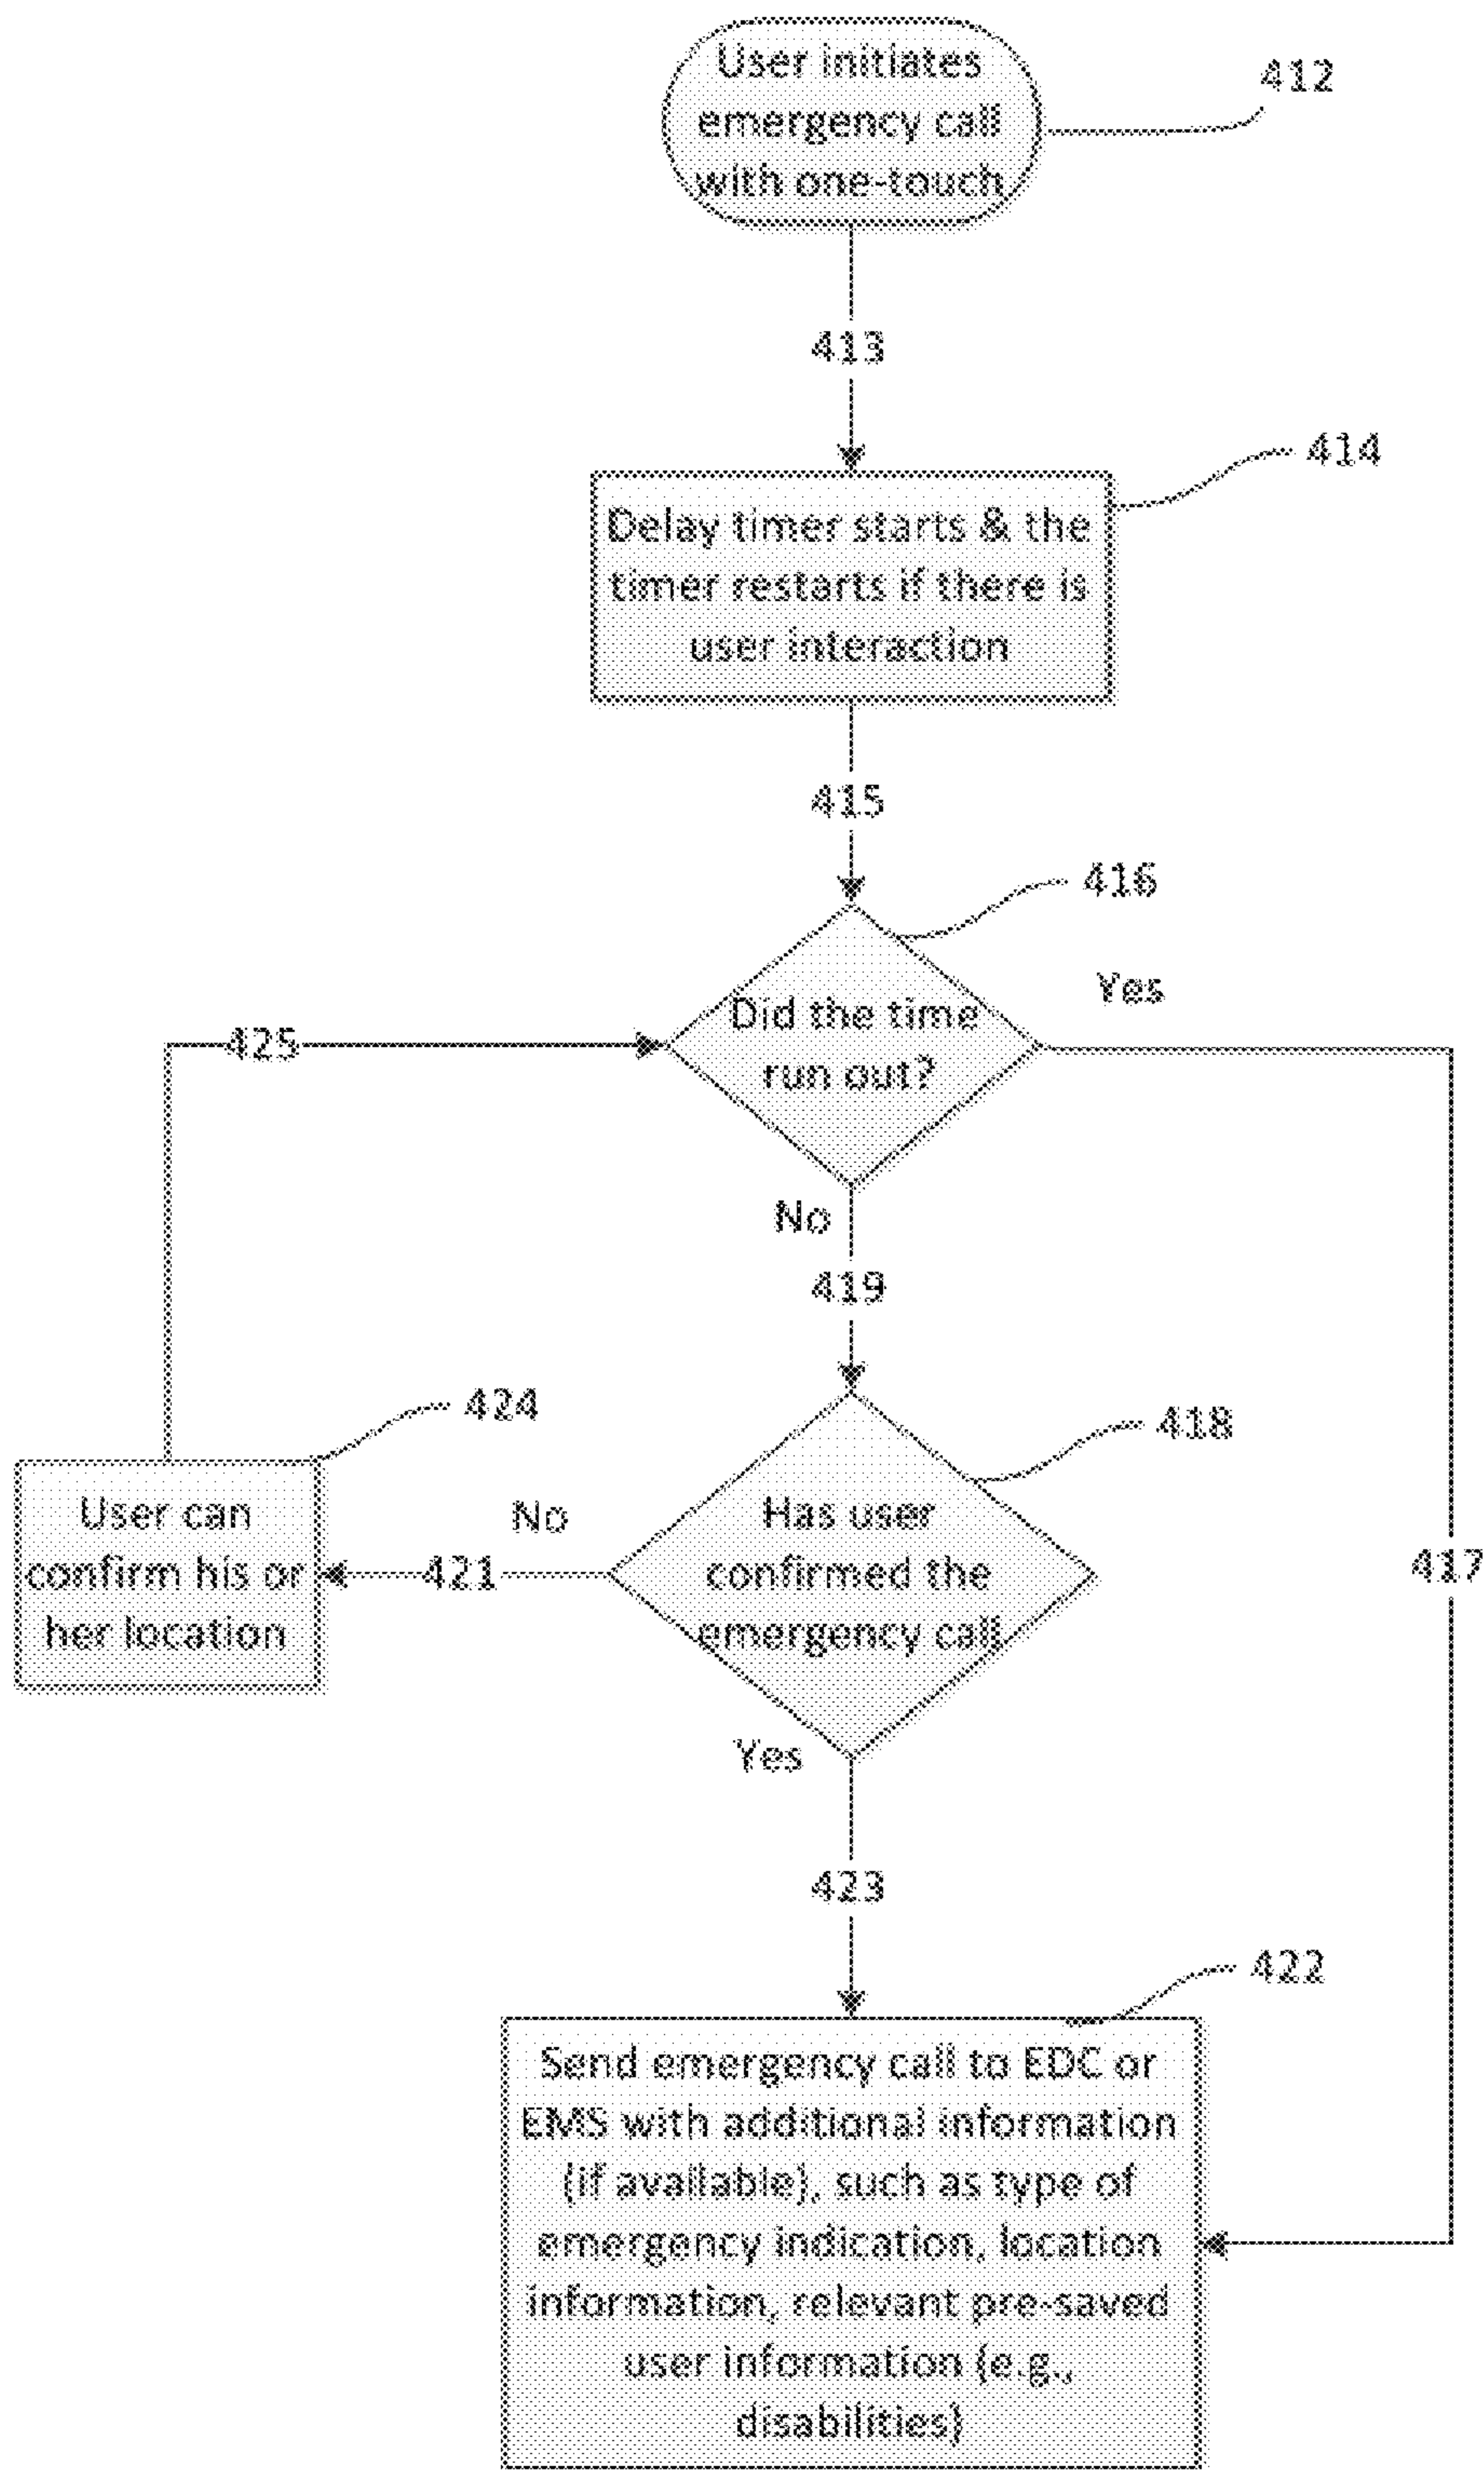 User initiates
emergency call
with one-touch
412
413
414
Delay timer starts & the
timer restarts if there is
user interaction
415
416
Yes
Did the time
run out?
425
No
419
424
418
User can
confirm his or
her location
No
421
Has user
confirmed the
emergency call
417
Yes
423
422
Send emergency call to EDC or
EMS with additional information
(if available), such as type of
emergency indication, location
information, relevant pre-saved
user information (e.g.,
disabilities)